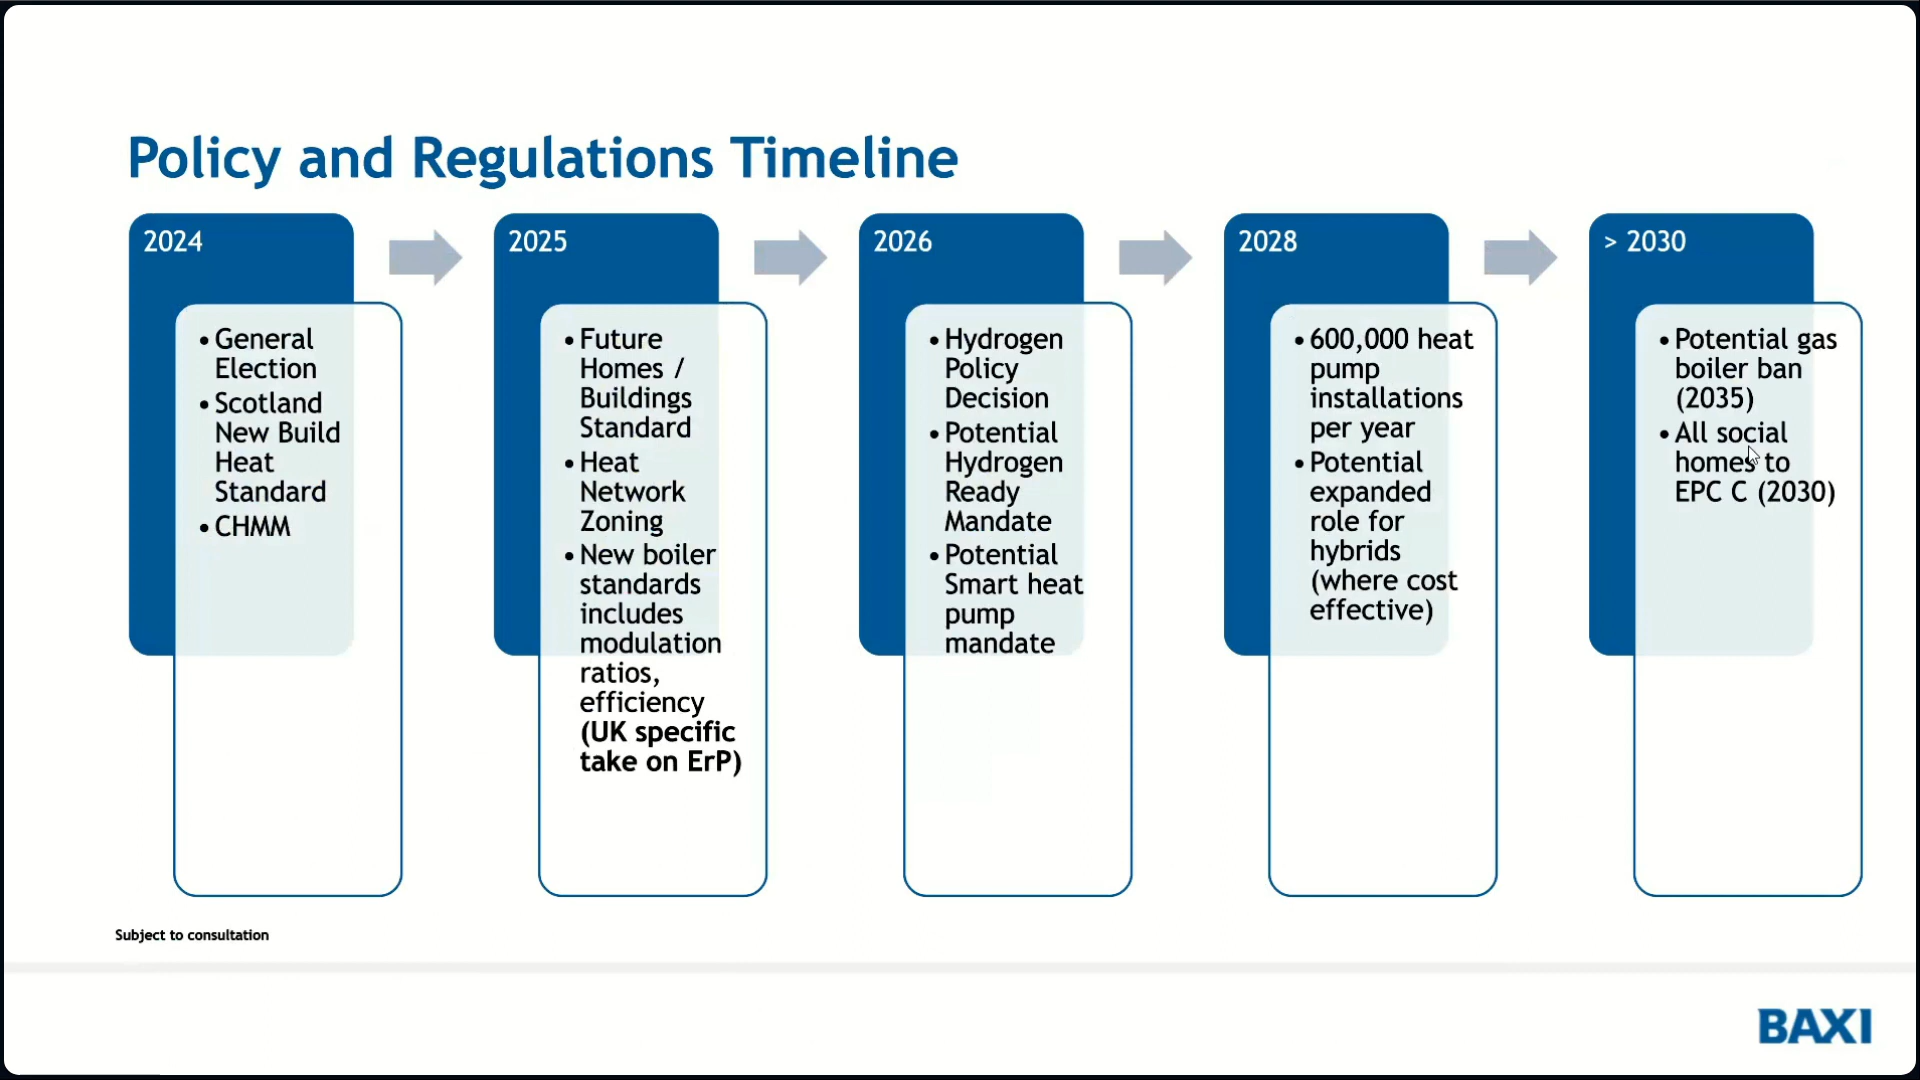 Policy and Regulations Timeline
2024
• General
Election
• Scotland
New Build
Heat
Standard
• CHMM
2025
• Future
Homes /
Buildings
Standard
• Heat
Network
Zoning
• New boiler
standards
includes
modulation
ratios,
efficiency
(UK specific
take on ErP)
2026
• Hydrogen
Policy
Decision
• Potential
Hydrogen
Ready
Mandate
• Potential
Smart heat
pump
mandate
2028
• 600,000 heat
pump
installations
per year
• Potential
expanded
role for
hybrids
(where cost
effective)
> 2030
• Potential gas
boiler ban
(2035)
• All social
homes to
EPC C (2030)
Subject to consultation
BAXI